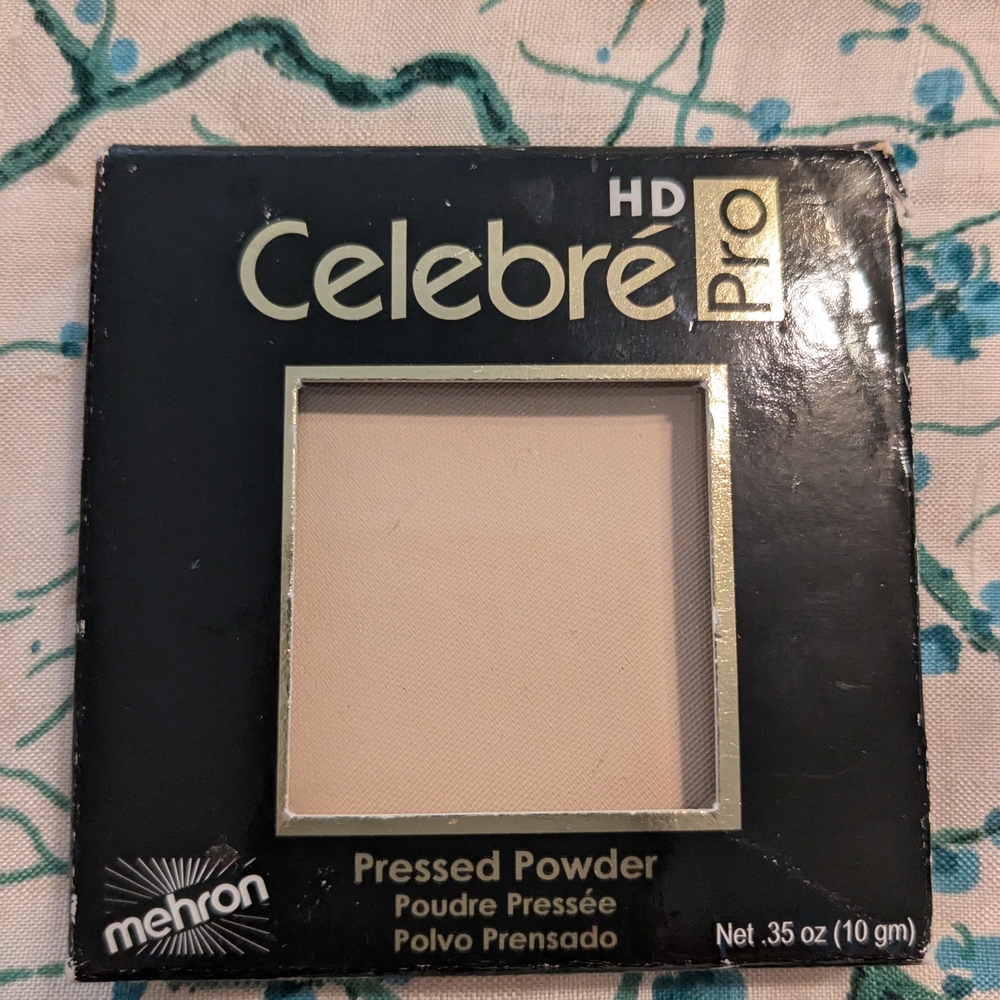 HD
Celebré Pro
Pressed Powder
Poudre Pressée
Polvo Prensado
mehron
Net .35 oz (10 gm)